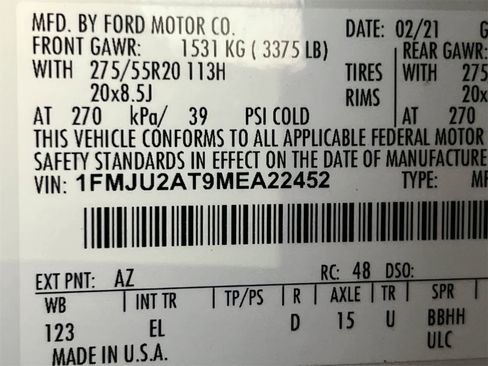 MFD. BY FORD MOTOR CO. DATE: 02/21 G
FRONT GAWR: 1531 KG ( 3375 LB) REAR GAWR:
WITH 275/55R20 113H TIRES WITH 275
20x8.5J RIMS 20x
AT 270 kPa/ 39 PSI COLD AT 270
THIS VEHICLE CONFORMS TO ALL APPLICABLE FEDERAL MOTOR
SAFETY STANDARDS IN EFFECT ON THE DATE OF MANUFACTURE
VIN: 1FMJU2AT9MEA22452 TYPE: MP
EXT PNT: AZ RC: 48 DSO:
WB INT TR TP/PS R AXLE TR SPR
123 EL D 15 U BBHH
ULC
MADE IN U.S.A.